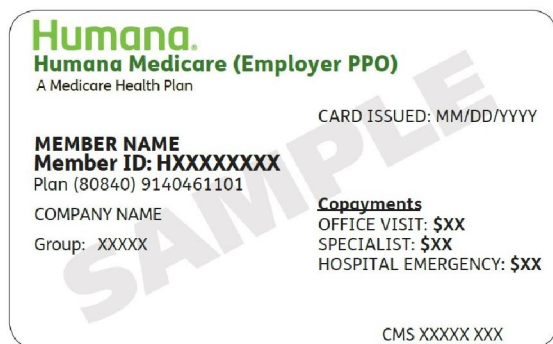 Humana.
Humana Medicare (Employer PPO)
A Medicare Health Plan
CARD ISSUED: MM/DD/YYYY
MEMBER NAME
Member ID: HXXXXXXXX
Plan (80840) 9140461101
COMPANY NAME
Group: XXXXX
Copayments
OFFICE VISIT: $XX
SPECIALIST: $XX
HOSPITAL EMERGENCY: $XX
SAMPLE
CMS XXXXX XXX